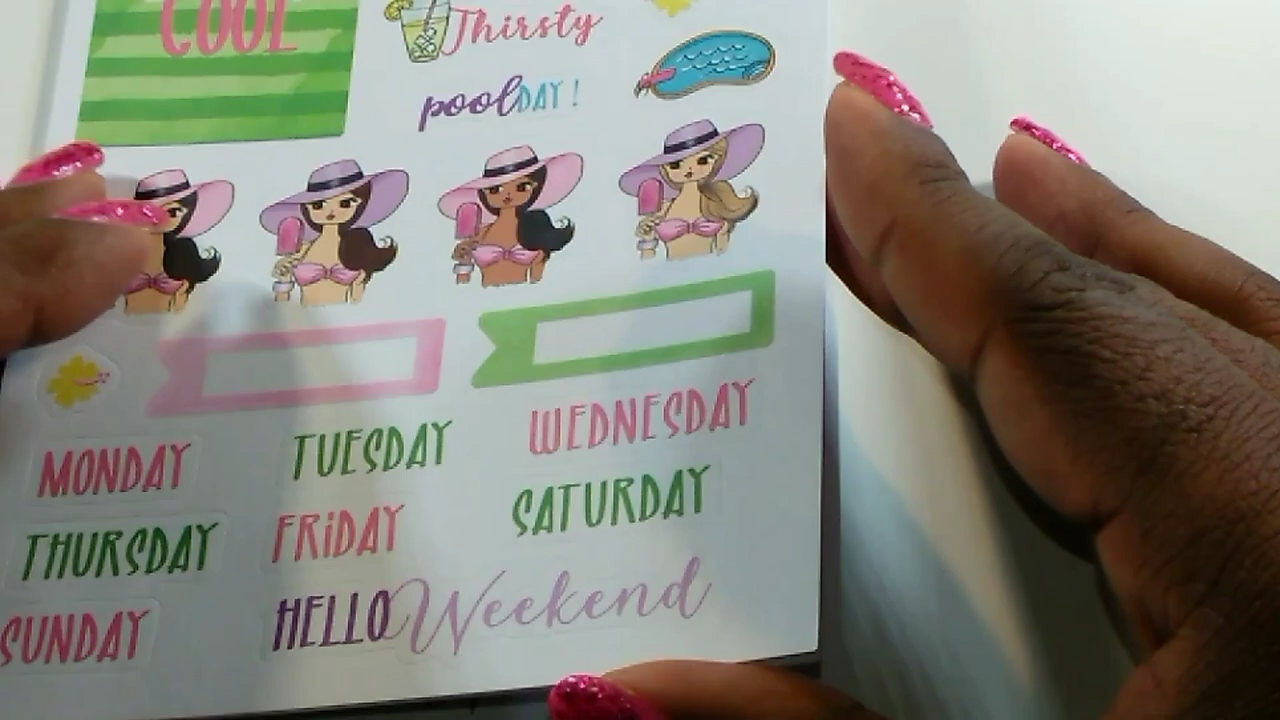 COOL
Thirsty
poolDAY!
MONDAY TUESDAY WEDNESDAY
THURSDAY FRiDAY SATURDAY
SUNDAY HELLO Weekend